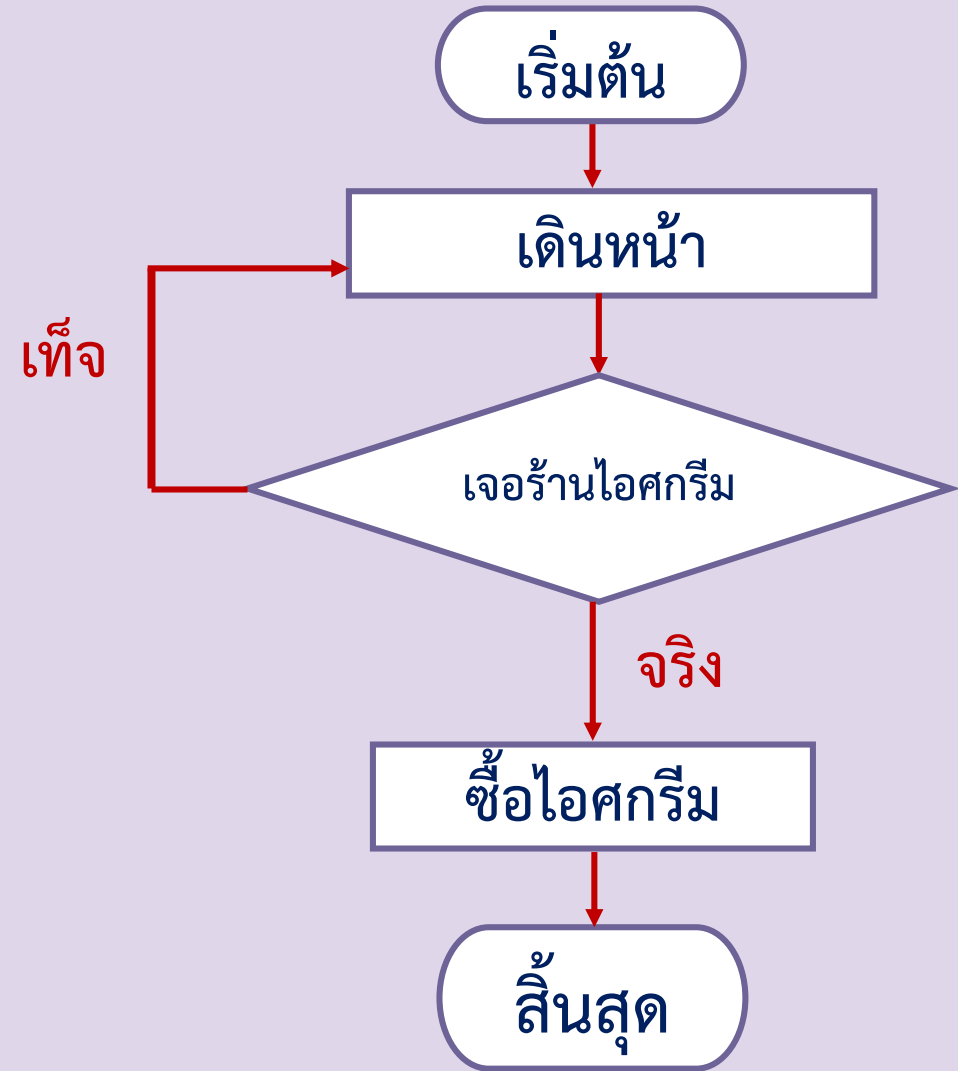 เริ่มต้น
เดินหน้า
เท็จ
เจอร้านไอศกรีม
จริง
ซื้อไอศกรีม
สิ้นสุด